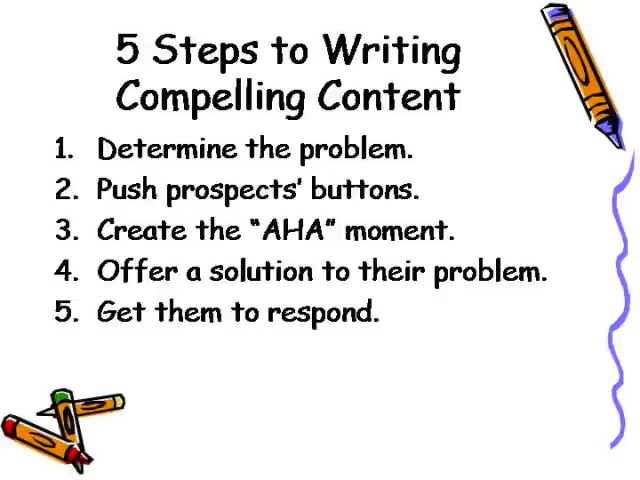 5 Steps to Writing
Compelling Content
1. Determine the problem.
2. Push prospects’ buttons.
3. Create the “AHA” moment.
4. Offer a solution to their problem.
5. Get them to respond.